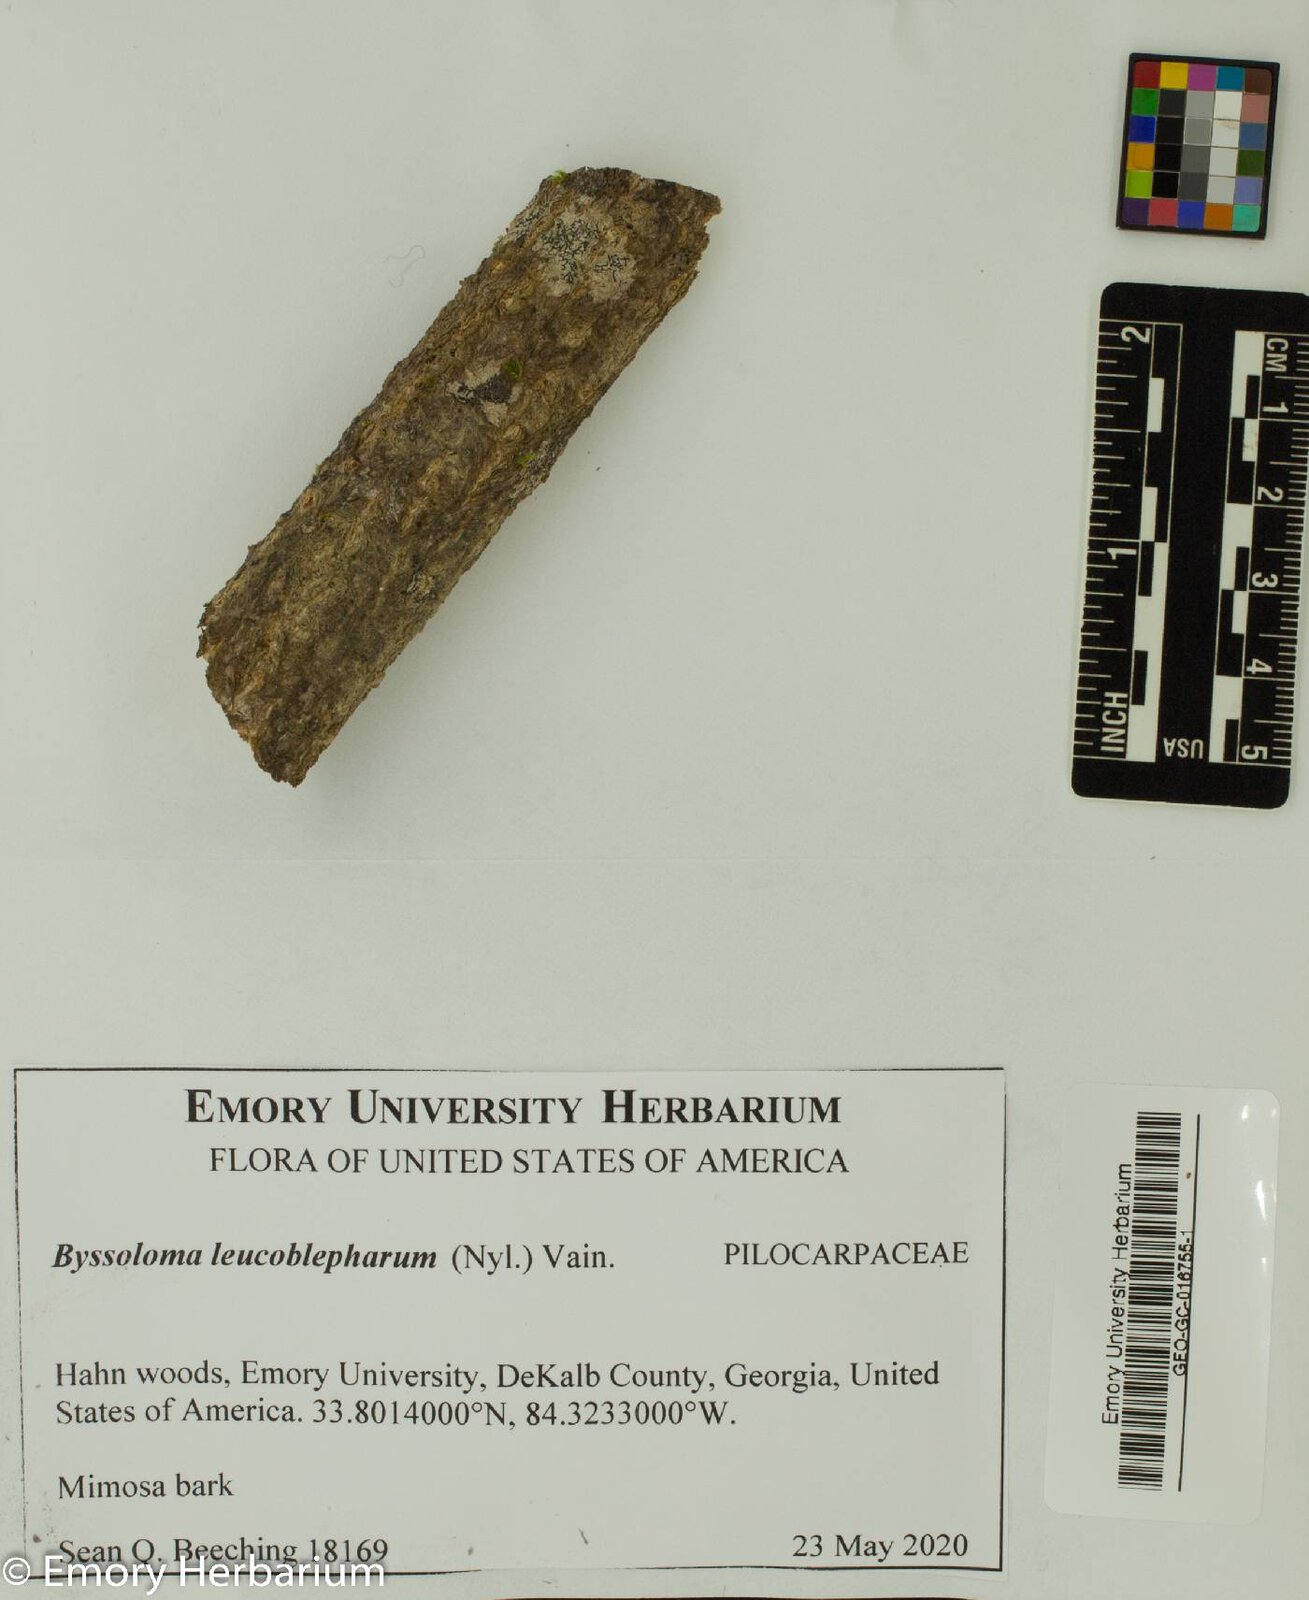 CM
1
2
3
4
5
2
1
INCH
USA
EMORY UNIVERSITY HERBARIUM
FLORA OF UNITED STATES OF AMERICA
Byssoloma leucoblepharum (Nyl.) Vain. PILOCARPACEAE
Hahn woods, Emory University, DeKalb County, Georgia, United
States of America. 33.8014000°N, 84.3233000°W.
Mimosa bark
Sean Q. Beeching 18169 23 May 2020
© Emory Herbarium
Emory University Herbarium
GEO-GC-016755-1